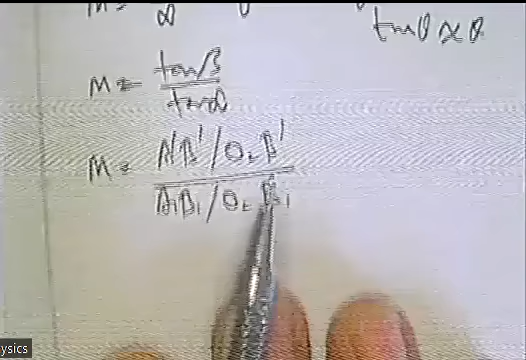 tanθ ≈ θ
M = tanβ / tanα
M = A'B' / O₂B' / A₁B₁ / O₂B₁
ysics